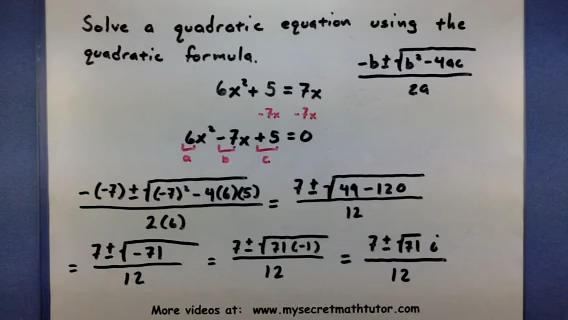 Solve a quadratic equation using the
quadratic formula.
-b±√b²-4ac / 2a
6x²+5=7x
-7x -7x
6x²-7x+5=0
a b c
-(-7)±√(-7)²-4(6)(5) / 2(6) = 7±√49-120 / 12
= 7±√-71 / 12 = 7±√71(-1) / 12 = 7±√71 i / 12
More videos at: www.mysecretmathtutor.com